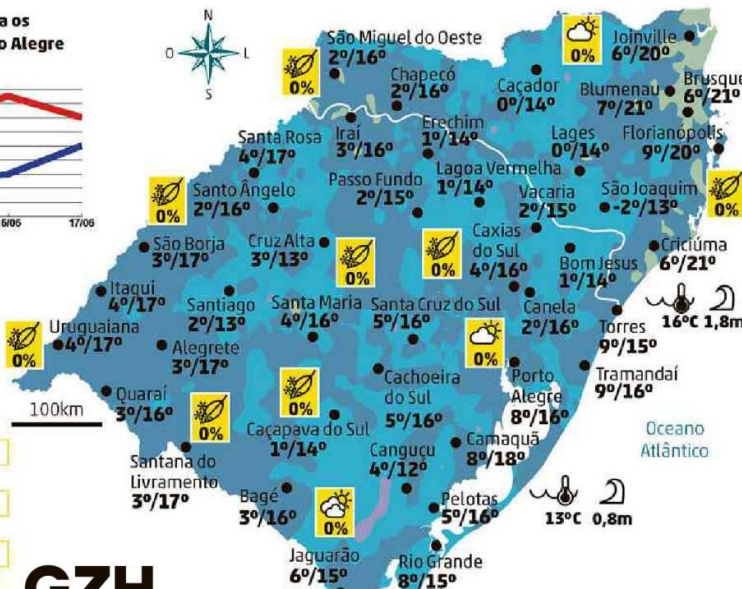 a os
o Alegre
6/06
17/06
N
O
L
S
São Miguel do Oeste
2º/16º
0%
0%
Joinville
6º/20º
Chapecó
2º/16º
Caçador
0º/14º
Blumenau
7º/21º
Brusque
6º/21º
Santa Rosa
4º/17º
Iraí
3º/16º
Erechim
1º/14º
Lages
0º/14º
Florianópolis
9º/20º
0%
Santo Ângelo
2º/16º
Passo Fundo
2º/15º
Lagoa Vermelha
1º/14º
Vacaria
2º/15º
São Joaquim
-2º/13º
0%
São Borja
3º/17º
Cruz Alta
3º/13º
0%
0%
Caxias
do Sul
4º/16º
Bom Jesus
1º/14º
Criciúma
6º/21º
Itaqui
4º/17º
Santiago
2º/13º
Santa Maria
4º/16º
Santa Cruz do Sul
5º/16º
Canela
2º/16º
16ºC 1,8m
Torres
9º/15º
0%
Uruguaiana
4º/17º
Alegrete
3º/17º
0%
Porto
Alegre
8º/16º
Tramandaí
9º/16º
Quaraí
3º/16º
100km
0%
0%
Caçapava do Sul
1º/14º
Cachoeira
do Sul
5º/16º
Camaquã
8º/18º
Oceano
Atlântico
Santana do
Livramento
3º/17º
Canguçu
4º/12º
Bagé
3º/16º
0%
Pelotas
5º/16º
13ºC 0,8m
Jaguarão
6º/15º
Rio Grande
8º/15º
GZH